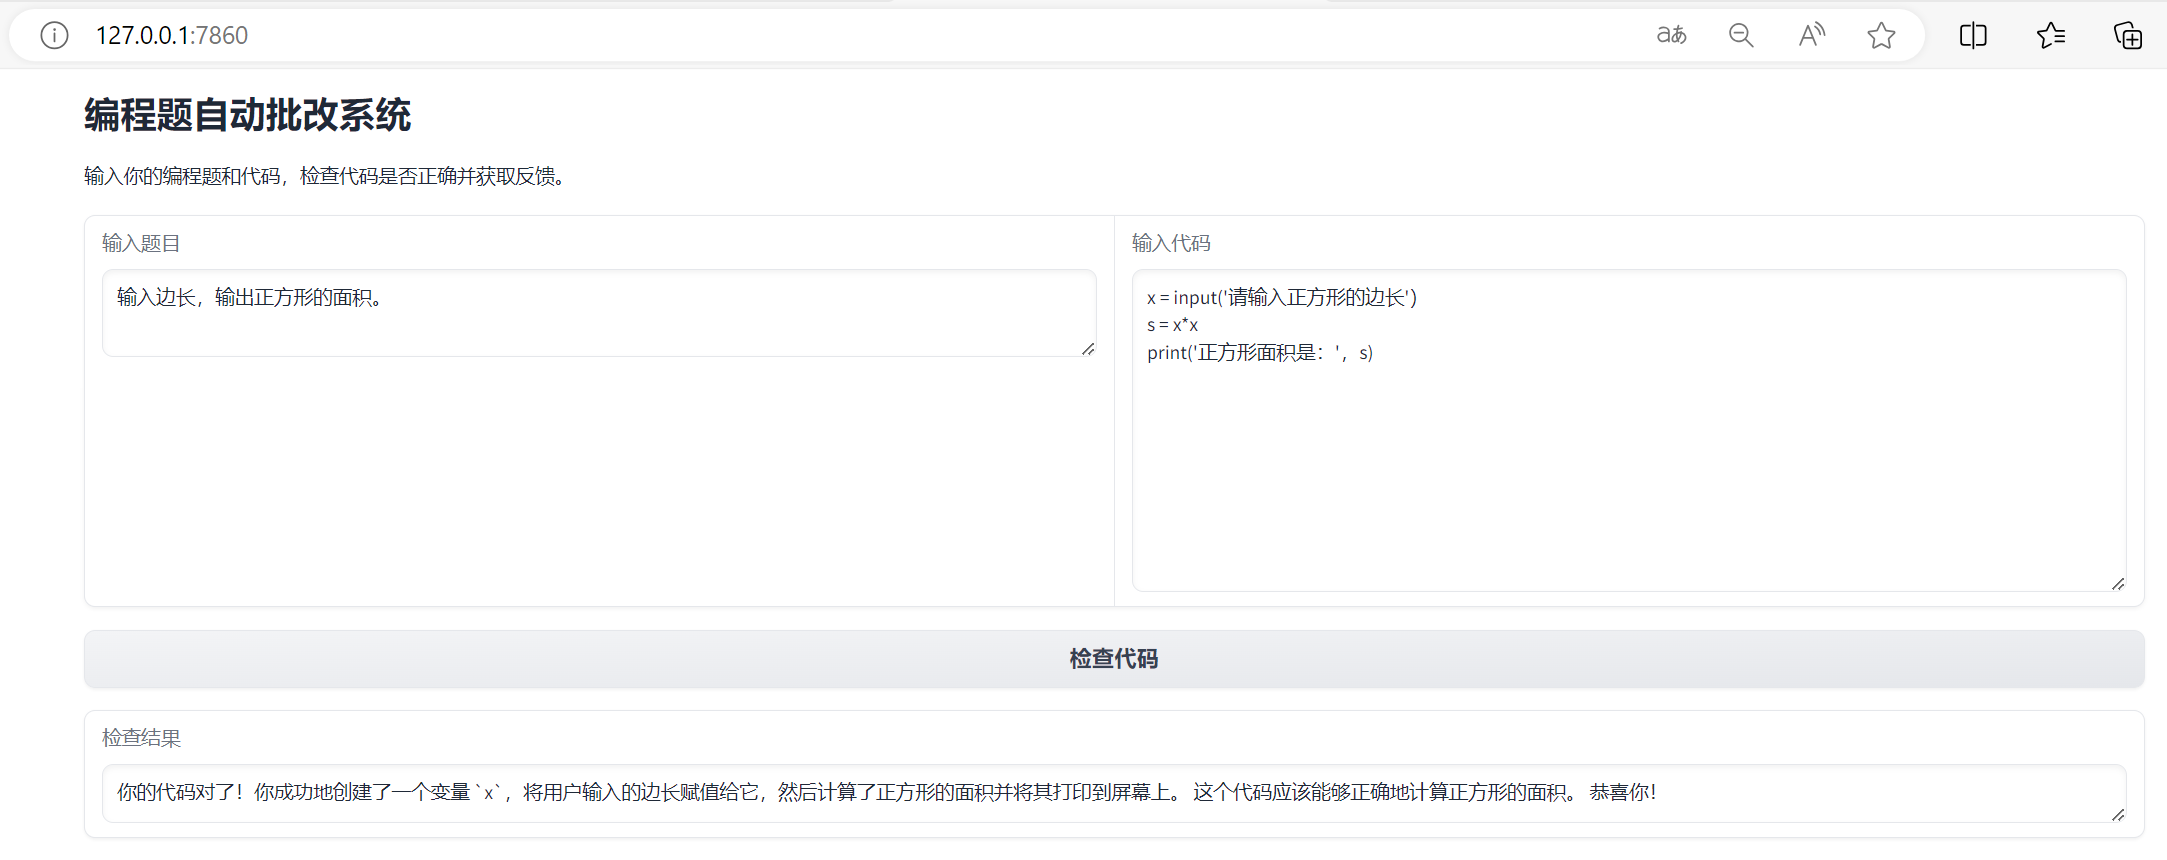 127.0.0.1:7860
aあ
编程题自动批改系统
输入你的编程题和代码，检查代码是否正确并获取反馈。
输入题目
输入边长，输出正方形的面积。
输入代码
x = input('请输入正方形的边长')
s = x*x
print('正方形面积是：'，s)
检查代码
检查结果
你的代码对了！你成功地创建了一个变量 `x`，将用户输入的边长赋值给它，然后计算了正方形的面积并将其打印到屏幕上。 这个代码应该能够正确地计算正方形的面积。 恭喜你！